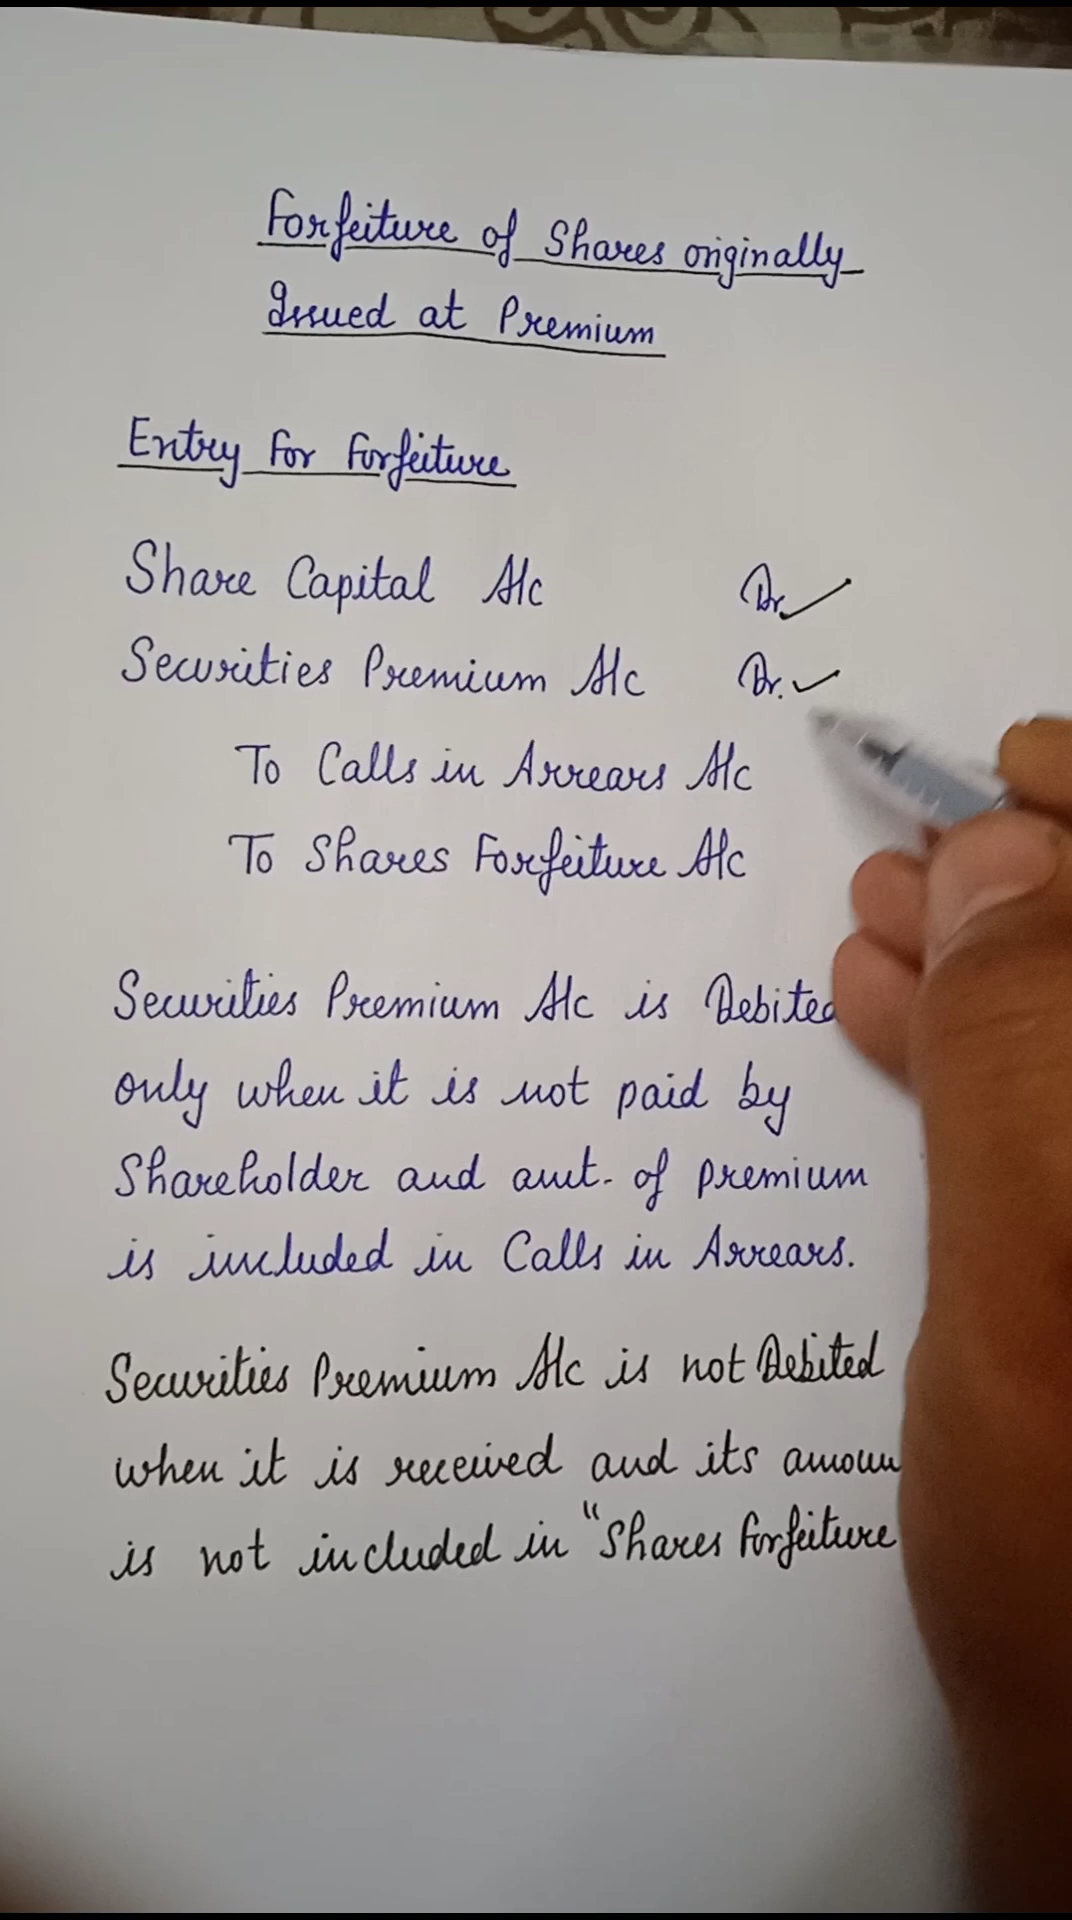 Forfeiture of Shares originally
Issued at Premium
Entry For Forfeiture
Share Capital A/c Dr.
Securities Premium A/c Dr.
To Calls in Arrears A/c
To Shares Forfeiture A/c
Securities Premium A/c is Debited
only when it is not paid by
Shareholder and amt. of premium
is included in Calls in Arrears.
Securities Premium A/c is not Debited
when it is received and its amoun
is not included in "Shares Forfeiture